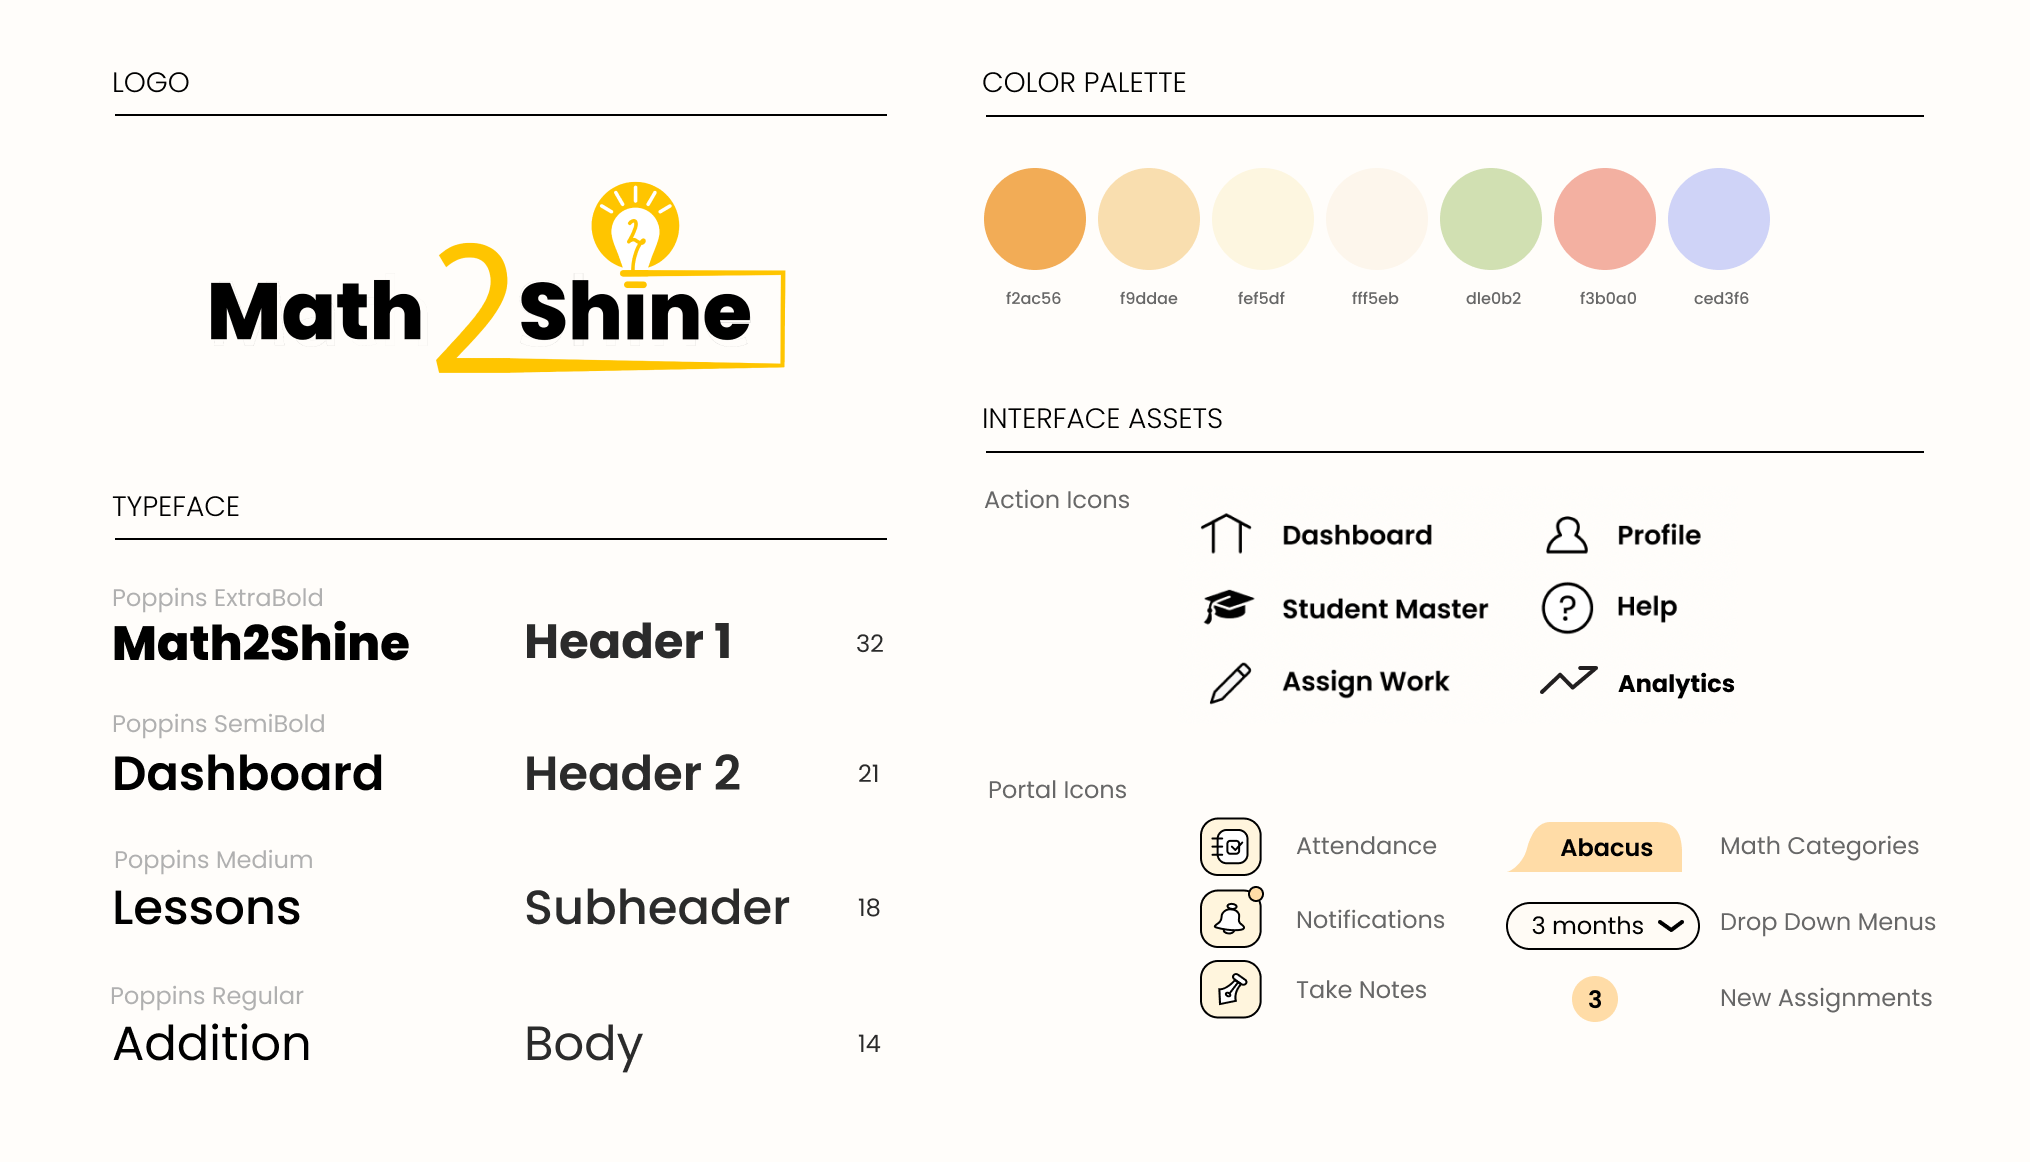 LOGO
Math 2 Shine
TYPEFACE
Poppins ExtraBold
Math2Shine Header 1 32
Poppins SemiBold
Dashboard Header 2 21
Poppins Medium
Lessons Subheader 18
Poppins Regular
Addition Body 14
COLOR PALETTE
f2ac56 f9ddae fef5df fff5eb dle0b2 f3b0a0 ced3f6
INTERFACE ASSETS
Action Icons
Dashboard Profile
Student Master ? Help
Assign Work Analytics
Portal Icons
Attendance Abacus Math Categories
Notifications 3 months Drop Down Menus
Take Notes 3 New Assignments